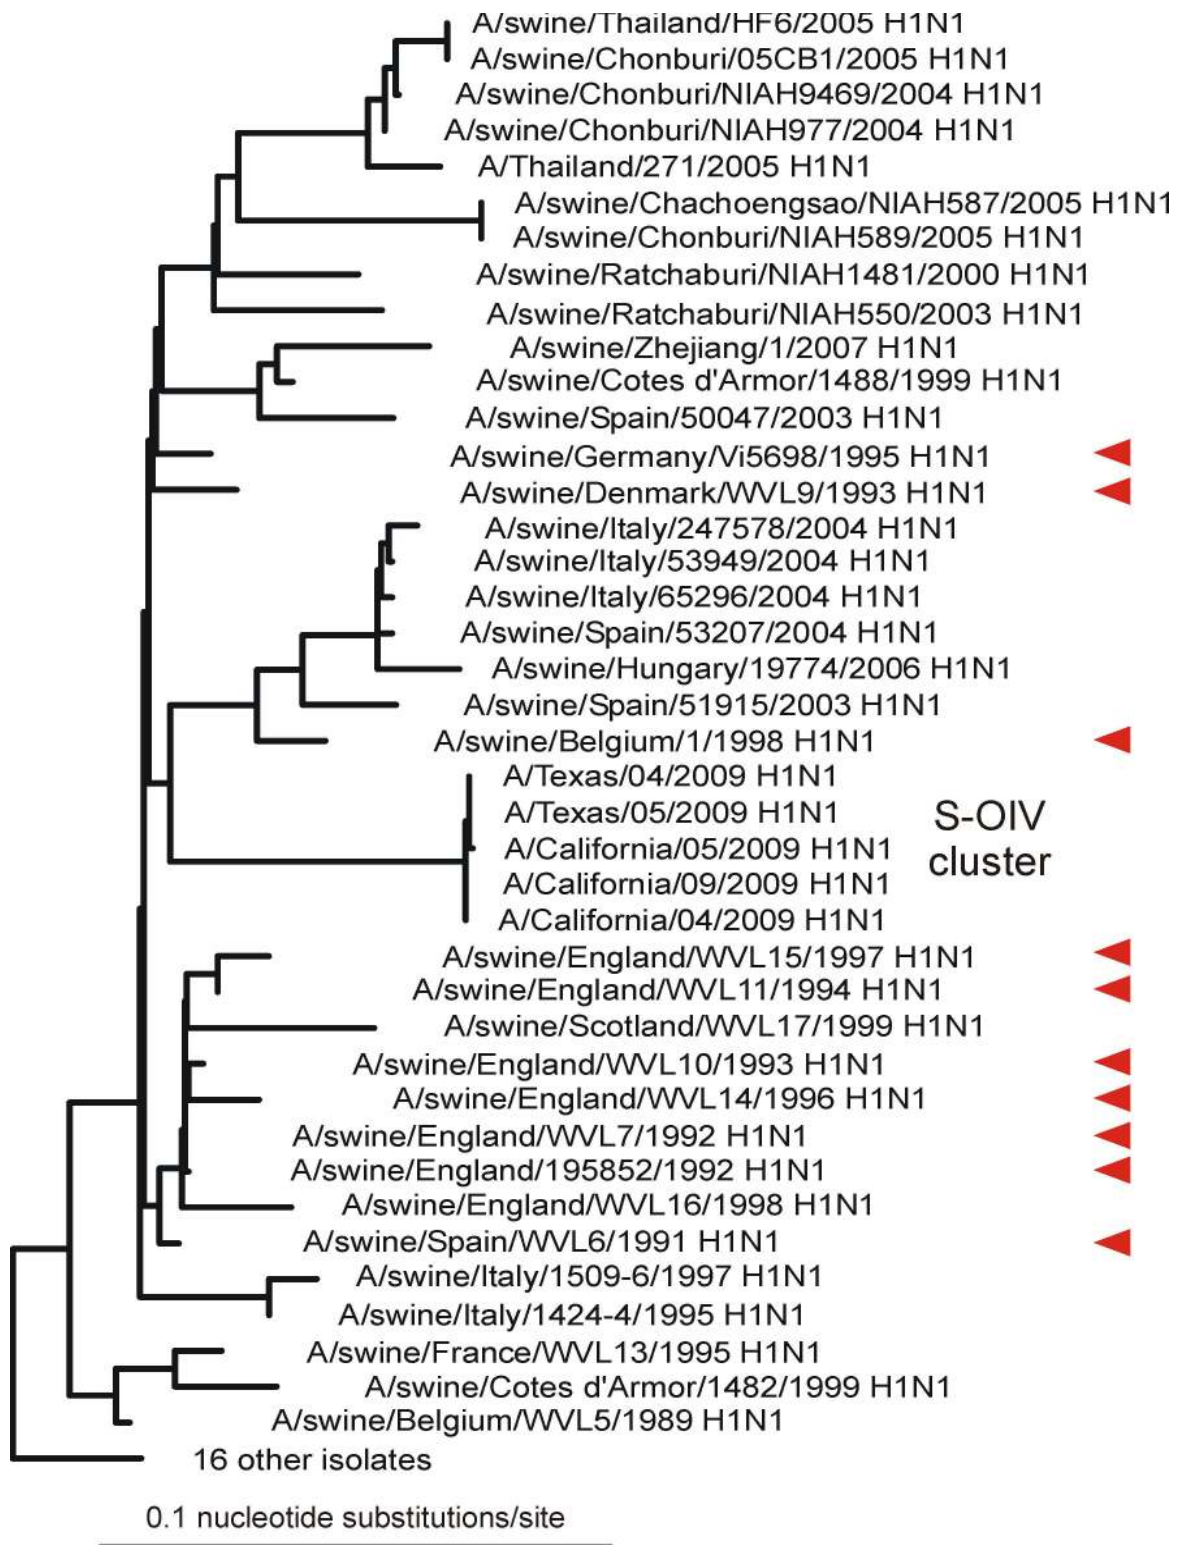 A/swine/Thailand/HF6/2005 H1N1
A/swine/Chonburi/05CB1/2005 H1N1
A/swine/Chonburi/NIAH9469/2004 H1N1
A/swine/Chonburi/NIAH977/2004 H1N1
A/Thailand/271/2005 H1N1
A/swine/Chachoengsao/NIAH587/2005 H1N1
A/swine/Chonburi/NIAH589/2005 H1N1
A/swine/Ratchaburi/NIAH1481/2000 H1N1
A/swine/Ratchaburi/NIAH550/2003 H1N1
A/swine/Zhejiang/1/2007 H1N1
A/swine/Cotes d'Armor/1488/1999 H1N1
A/swine/Spain/50047/2003 H1N1
A/swine/Germany/Vi5698/1995 H1N1
A/swine/Denmark/WVL9/1993 H1N1
A/swine/Italy/247578/2004 H1N1
A/swine/Italy/53949/2004 H1N1
A/swine/Italy/65296/2004 H1N1
A/swine/Spain/53207/2004 H1N1
A/swine/Hungary/19774/2006 H1N1
A/swine/Spain/51915/2003 H1N1
A/swine/Belgium/1/1998 H1N1
A/Texas/04/2009 H1N1
A/Texas/05/2009 H1N1
A/California/05/2009 H1N1
A/California/09/2009 H1N1
A/California/04/2009 H1N1
S-OIV
cluster
A/swine/England/WVL15/1997 H1N1
A/swine/England/WVL11/1994 H1N1
A/swine/Scotland/WVL17/1999 H1N1
A/swine/England/WVL10/1993 H1N1
A/swine/England/WVL14/1996 H1N1
A/swine/England/WVL7/1992 H1N1
A/swine/England/195852/1992 H1N1
A/swine/England/WVL16/1998 H1N1
A/swine/Spain/WVL6/1991 H1N1
A/swine/Italy/1509-6/1997 H1N1
A/swine/Italy/1424-4/1995 H1N1
A/swine/France/WVL13/1995 H1N1
A/swine/Cotes d'Armor/1482/1999 H1N1
A/swine/Belgium/WVL5/1989 H1N1
16 other isolates
0.1 nucleotide substitutions/site